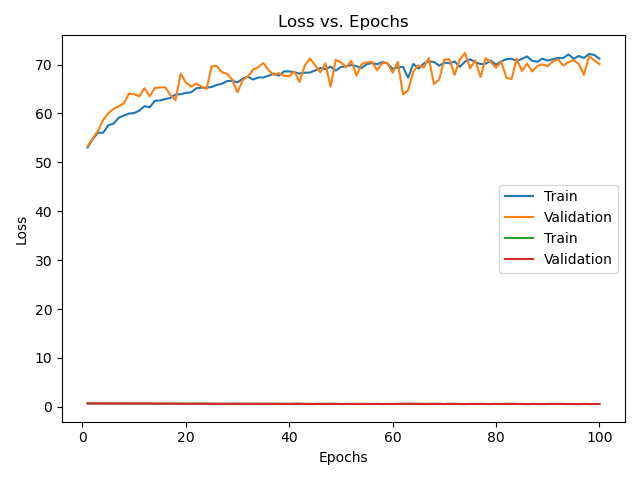 Loss vs. Epochs
Loss
70
60
50
40
30
20
10
0
Train
Validation
Train
Validation
0 20 40 60 80 100
Epochs